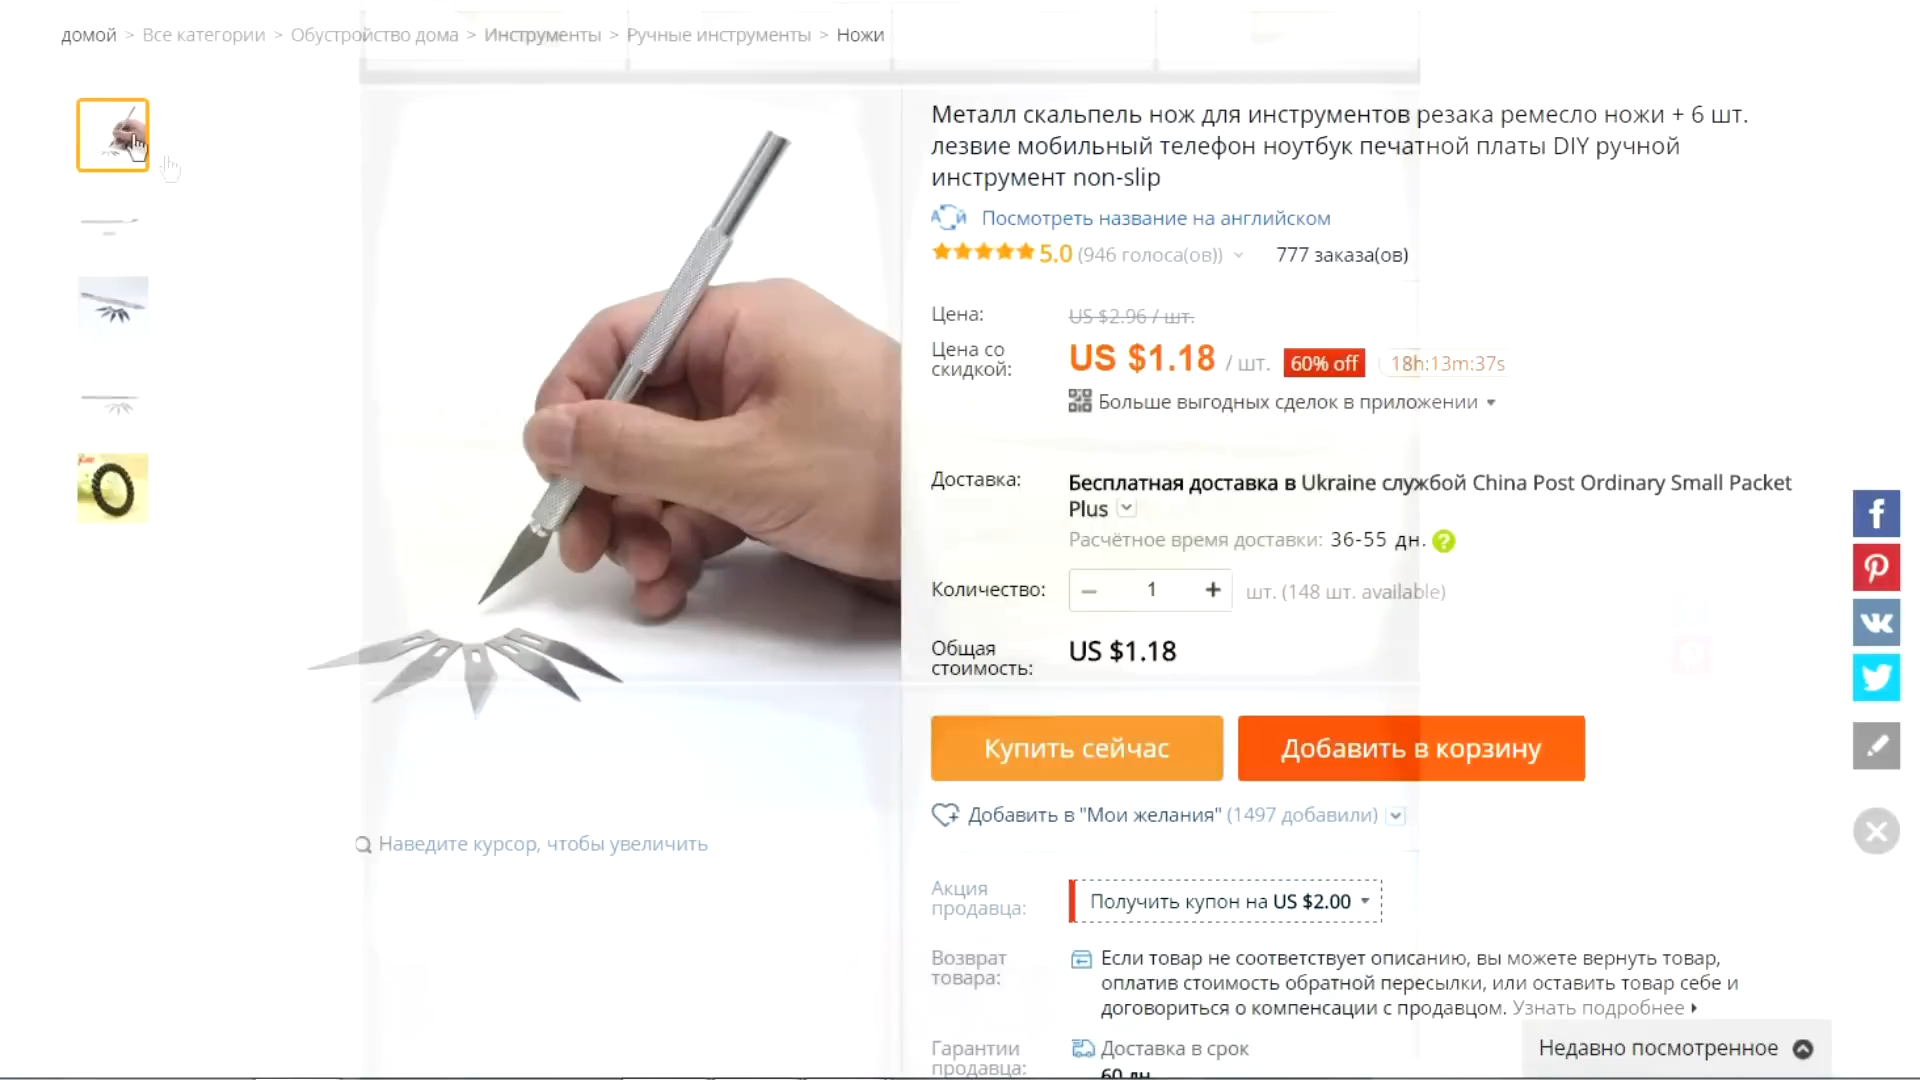 домой > Все категории > Обустройство дома > Инструменты > Ручные инструменты > Ножи
Металл скальпель нож для инструментов резака ремесло ножи + 6 шт.
лезвие мобильный телефон ноутбук печатной платы DIY ручной
инструмент non-slip
Посмотреть название на английском
5.0 (946 голоса(ов)) 777 заказа(ов)
Цена: US $2.96 / шт.
Цена со
скидкой: US $1.18 / шт. 60% off 18h:13m:37s
Больше выгодных сделок в приложении
Доставка: Бесплатная доставка в Ukraine службой China Post Ordinary Small Packet
Plus
Расчётное время доставки: 36-55 дн. ?
Количество: − 1 + шт. (148 шт. available)
Общая
стоимость: US $1.18
Купить сейчас Добавить в корзину
Добавить в "Мои желания" (1497 добавили)
Наведите курсор, чтобы увеличить
Акция
продавца: Получить купон на US $2.00
Возврат
товара: Если товар не соответствует описанию, вы можете вернуть товар,
оплатив стоимость обратной пересылки, или оставить товар себе и
договориться о компенсации с продавцом. Узнать подробнее
Недавно посмотренное
Гарантии
продавца: Доставка в срок
60 дн.